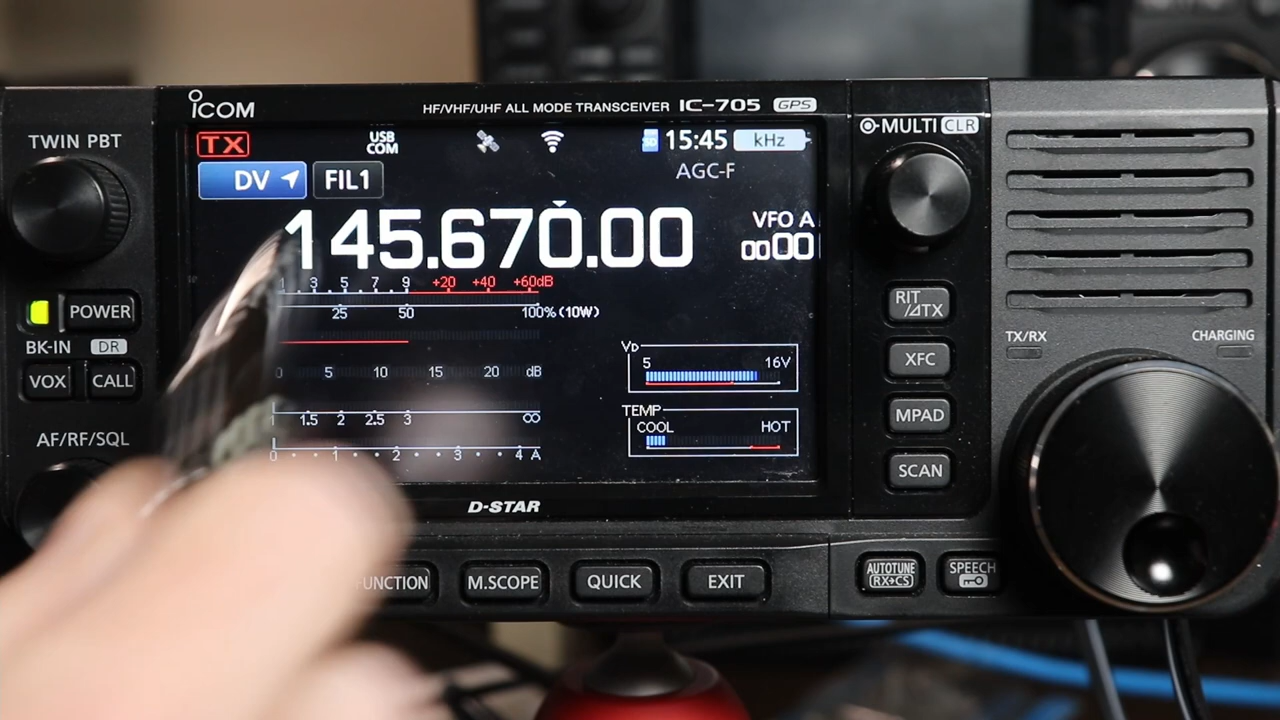 ICOM
HF/VHF/UHF ALL MODE TRANSCEIVER IC-705 GPS
TWIN PBT
MULTI CLR
TX
USB
COM
SD
15:45
kHz
DV
FIL1
AGC-F
145.670.00
VFO A
0000
1 3 5 7 9 +20 +40 +60dB
25 50 100% (10W)
0 5 10 15 20 dB
1.5 2 2.5 3 ∞
0 1 2 3 4 A
VD
5 16V
TEMP
COOL HOT
POWER
BK-IN DR
VOX CALL
AF/RF/SQL
RIT
/⊿TX
XFC
MPAD
SCAN
TX/RX
CHARGING
D-STAR
M.SCOPE
QUICK
EXIT
AUTOTUNE
RX→CS
SPEECH